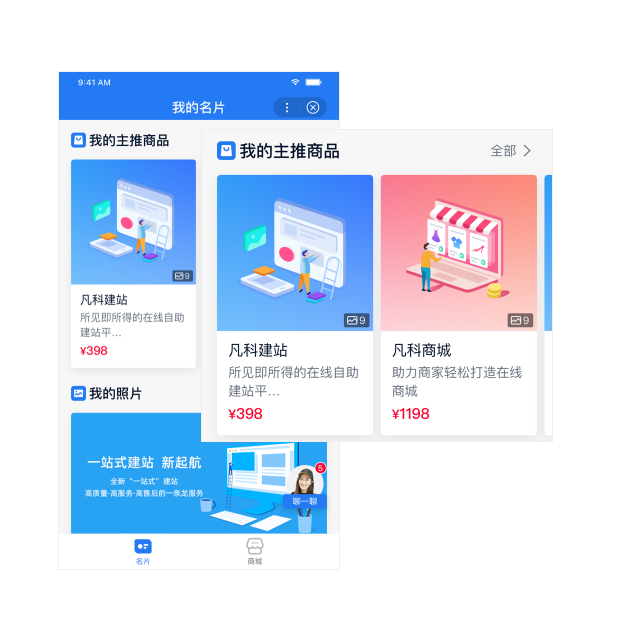 9:41 AM
我的名片
我的主推商品
9
凡科建站
所见即所得的在线自助
建站平...
¥398
我的照片
一站式建站 新起航
全新“一站式”建站
高质量·高服务·高售后的一条龙服务
5
聊一聊
名片
商城
我的主推商品
全部
9
凡科建站
所见即所得的在线自助
建站平...
¥398
9
凡科商城
助力商家轻松打造在线
商城
¥1198